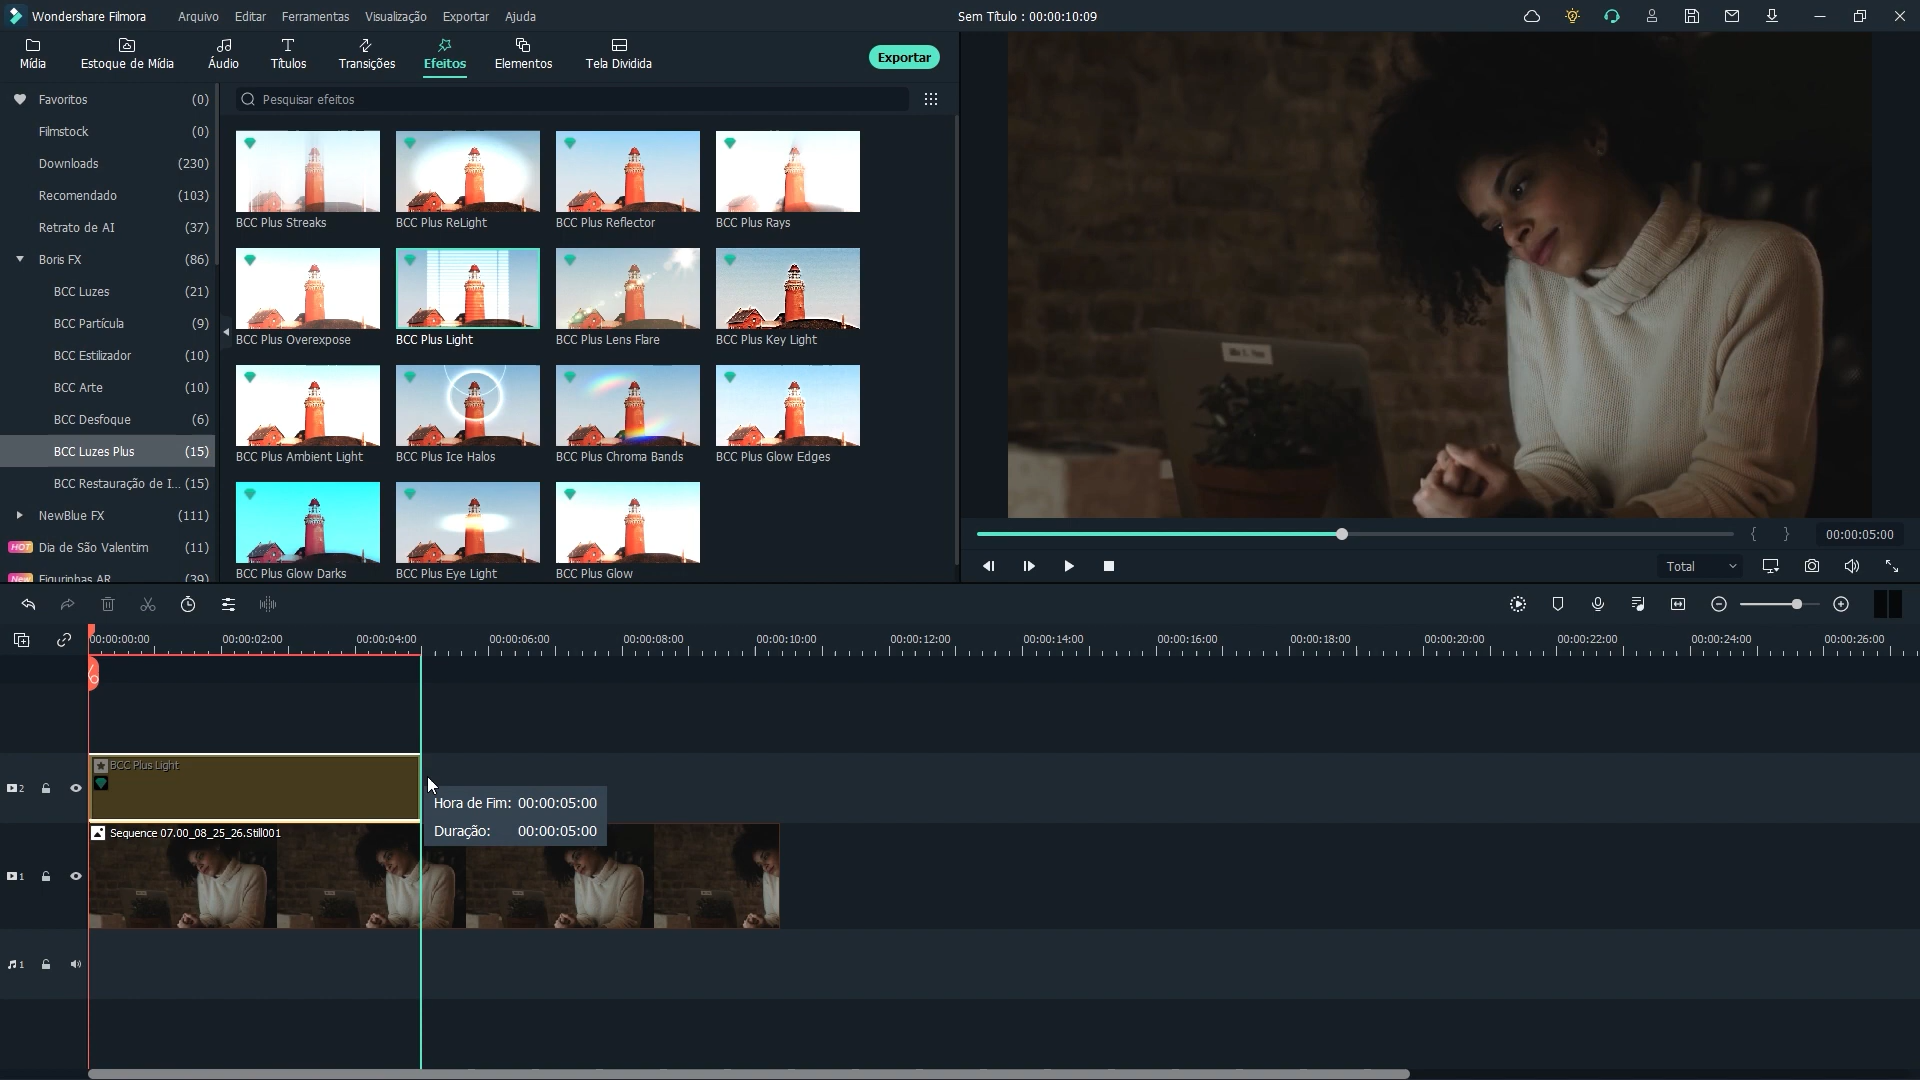 Wondershare Filmora Arquivo Editar Ferramentas Visualização Exportar Ajuda Sem Título : 00:00:10:09
Mídia Estoque de Mídia Áudio Títulos Transições Efeitos Elementos Tela Dividida Exportar
Favoritos (0)
Filmstock (0)
Downloads (230)
Recomendado (103)
Retrato de AI (37)
Boris FX (86)
BCC Luzes (21)
BCC Partícula (9)
BCC Estilizador (10)
BCC Arte (10)
BCC Desfoque (6)
BCC Luzes Plus (15)
BCC Restauração de I... (15)
NewBlue FX (111)
HOT Dia de São Valentim (11)
New Figurinhas AR (39)
Pesquisar efeitos
BCC Plus Streaks BCC Plus ReLight BCC Plus Reflector BCC Plus Rays
BCC Plus Overexpose BCC Plus Light BCC Plus Lens Flare BCC Plus Key Light
BCC Plus Ambient Light BCC Plus Ice Halos BCC Plus Chroma Bands BCC Plus Glow Edges
BCC Plus Glow Darks BCC Plus Eye Light BCC Plus Glow
{ } 00:00:05:00
Total
00:00:00:00 00:00:02:00 00:00:04:00 00:00:06:00 00:00:08:00 00:00:10:00 00:00:12:00 00:00:14:00 00:00:16:00 00:00:18:00 00:00:20:00 00:00:22:00 00:00:24:00 00:00:26:00
BCC Plus Light
2
Hora de Fim: 00:00:05:00
Duração: 00:00:05:00
Sequence 07.00_08_25_26.Still001
1
1